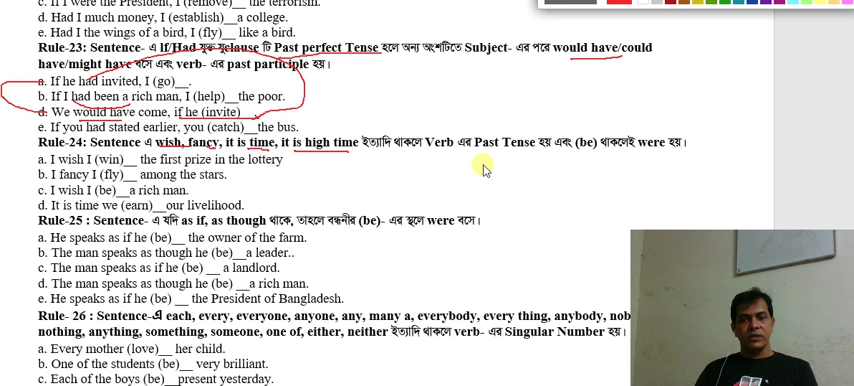 c. If I were the President, I (remove)__ the terrorism.
d. Had I much money, I (establish)__a college.
e. Had I the wings of a bird, I (fly)__ like a bird.
Rule-23: Sentence- এ If/Had যুক্ত যুclause টি Past perfect Tense হলে অন্য অংশটিতে Subject- এর পরে would have/could
have/might have বসে এবং verb- এর past participle হয়।
a. If he had invited, I (go)__.
b. If I had been a rich man, I (help)__the poor.
d. We would have come, if he (invite)__
e. If you had stated earlier, you (catch)__the bus.
Rule-24: Sentence এ wish, fancy, it is time, it is high time ইত্যাদি থাকলে Verb এর Past Tense হয় এবং (be) থাকলেই were হয়।
a. I wish I (win)__ the first prize in the lottery
b. I fancy I (fly)__ among the stars.
c. I wish I (be)__a rich man.
d. It is time we (earn)__our livelihood.
Rule-25 : Sentence- এ যদি as if, as though থাকে, তাহলে বন্ধনীর (be)- এর স্থলে were বসে।
a. He speaks as if he (be)__ the owner of the farm.
b. The man speaks as though he (be)__a leader..
c. The man speaks as if he (be) __ a landlord.
d. The man speaks as though he (be) __a rich man.
e. He speaks as if he (be) __ the President of Bangladesh.
Rule- 26 : Sentence-এ each, every, everyone, anyone, any, many a, everybody, every thing, anybody, nob
nothing, anything, something, someone, one of, either, neither ইত্যাদি থাকলে verb- এর Singular Number হয়।
a. Every mother (love)__ her child.
b. One of the students (be)__ very brilliant.
c. Each of the boys (be)__present yesterday.